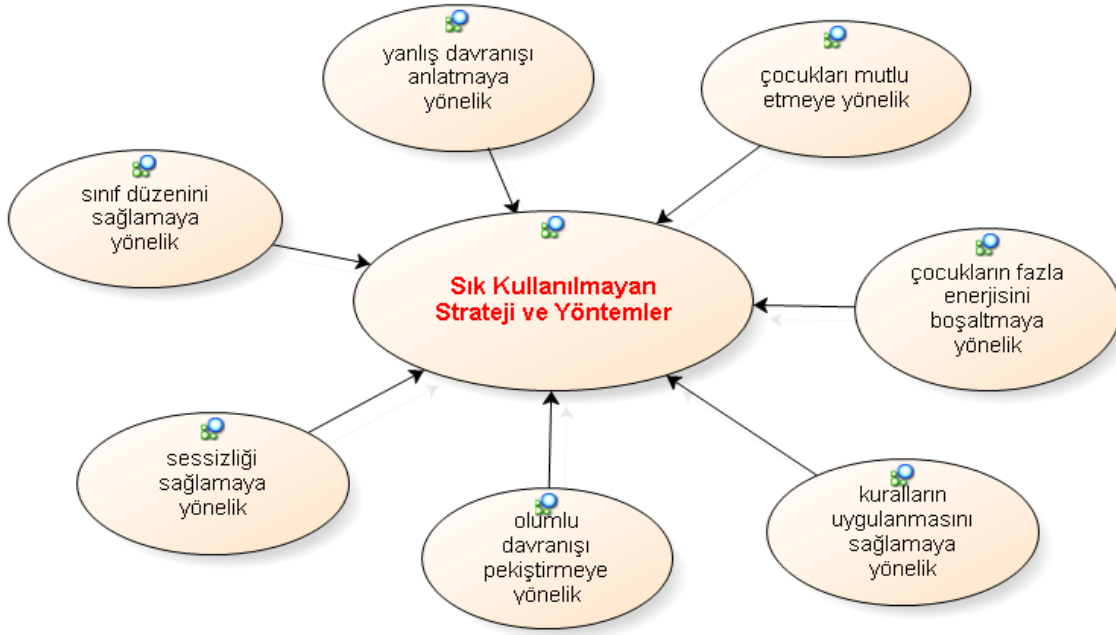 yanlış davranışı
anlatmaya
yönelik
çocukları mutlu
etmeye yönelik
sınıf düzenini
sağlamaya
yönelik
Sık Kullanılmayan
Strateji ve Yöntemler
çocukların fazla
enerjisini
boşaltmaya
yönelik
sessizliği
sağlamaya
yönelik
olumlu
davranışı
pekiştirmeye
yönelik
kuralların
uygulanmasını
sağlamaya
yönelik